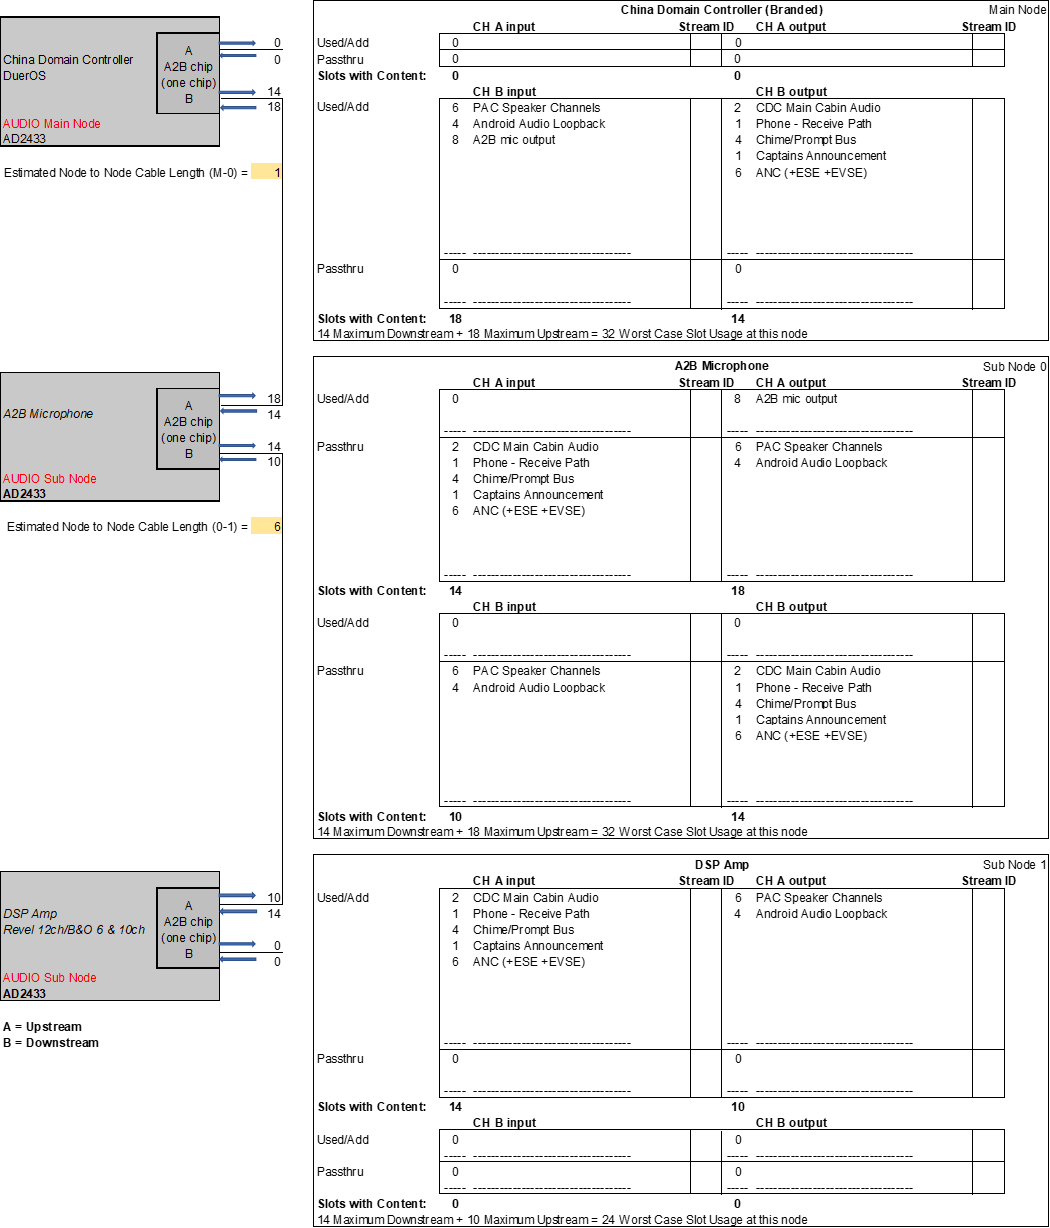 China Domain Controller (Branded) Main Node
CH A input Stream ID CH A output Stream ID
Used/Add 0 0
Passthru 0 0
Slots with Content: 0 0
CH B input CH B output
Used/Add 6 PAC Speaker Channels 2 CDC Main Cabin Audio
4 Android Audio Loopback 1 Phone - Receive Path
8 A2B mic output 4 Chime/Prompt Bus
1 Captains Announcement
6 ANC (+ESE +EVSE)
----- ----------------------------------- ----- -----------------------------------
Passthru 0 0
----- ----------------------------------- ----- -----------------------------------
Slots with Content: 18 14
14 Maximum Downstream + 18 Maximum Upstream = 32 Worst Case Slot Usage at this node
China Domain Controller
DuerOS
A
A2B chip
(one chip)
B
0
0
14
18
AUDIO Main Node
AD2433
Estimated Node to Node Cable Length (M-0) = 1
A2B Microphone Sub Node 0
CH A input Stream ID CH A output Stream ID
Used/Add 0 8 A2B mic output
----- ----------------------------------- ----- -----------------------------------
Passthru 2 CDC Main Cabin Audio 6 PAC Speaker Channels
1 Phone - Receive Path 4 Android Audio Loopback
4 Chime/Prompt Bus
1 Captains Announcement
6 ANC (+ESE +EVSE)
----- ----------------------------------- ----- -----------------------------------
Slots with Content: 14 18
CH B input CH B output
Used/Add 0 0
----- ----------------------------------- ----- -----------------------------------
Passthru 6 PAC Speaker Channels 2 CDC Main Cabin Audio
4 Android Audio Loopback 1 Phone - Receive Path
4 Chime/Prompt Bus
1 Captains Announcement
6 ANC (+ESE +EVSE)
----- ----------------------------------- ----- -----------------------------------
Slots with Content: 10 14
14 Maximum Downstream + 18 Maximum Upstream = 32 Worst Case Slot Usage at this node
A2B Microphone
A
A2B chip
(one chip)
B
18
14
14
10
AUDIO Sub Node
AD2433
Estimated Node to Node Cable Length (0-1) = 6
DSP Amp Sub Node 1
CH A input Stream ID CH A output Stream ID
Used/Add 2 CDC Main Cabin Audio 6 PAC Speaker Channels
1 Phone - Receive Path 4 Android Audio Loopback
4 Chime/Prompt Bus
1 Captains Announcement
6 ANC (+ESE +EVSE)
----- ----------------------------------- ----- -----------------------------------
Passthru 0 0
----- ----------------------------------- ----- -----------------------------------
Slots with Content: 14 10
CH B input CH B output
Used/Add 0 0
----- ----------------------------------- ----- -----------------------------------
Passthru 0 0
----- ----------------------------------- ----- -----------------------------------
Slots with Content: 0 0
14 Maximum Downstream + 10 Maximum Upstream = 24 Worst Case Slot Usage at this node
DSP Amp
Revel 12ch/B&O 6 & 10ch
A
A2B chip
(one chip)
B
10
14
0
0
AUDIO Sub Node
AD2433
A = Upstream
B = Downstream